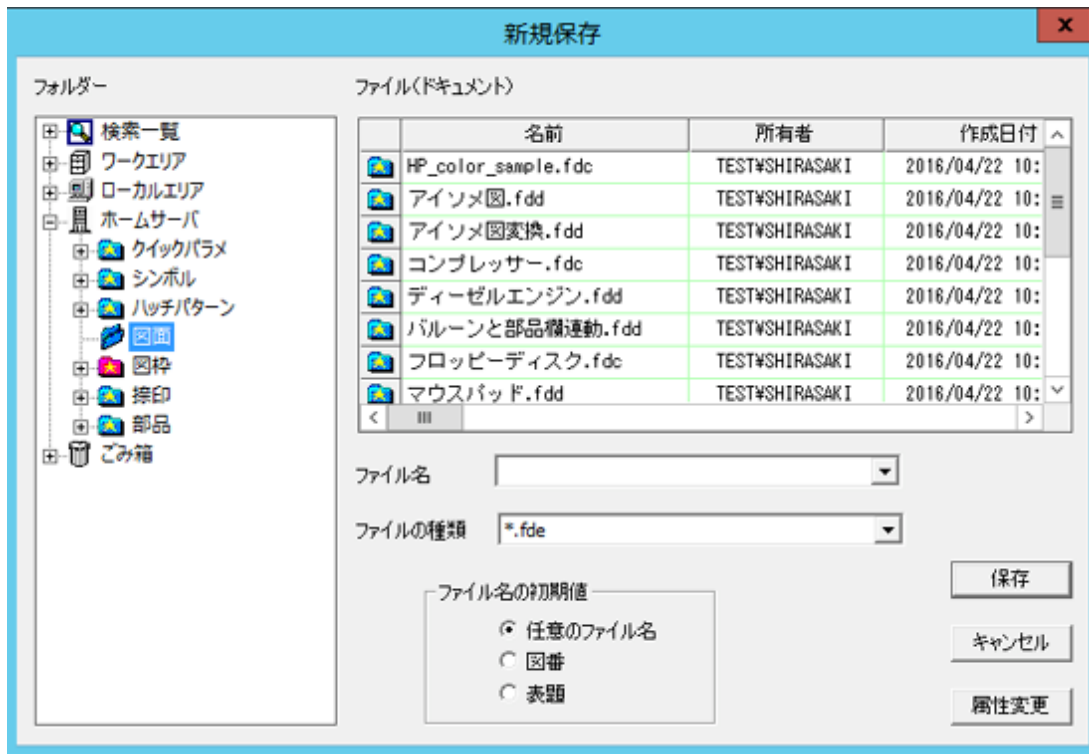 新規保存
x
フォルダー
ファイル(ドキュメント)
検索一覧
ワークエリア
ローカルエリア
ホームサーバ
クイックパラメ
シンボル
ハッチパターン
図面
図枠
捺印
部品
ごみ箱
名前 所有者 作成日付
HP_color_sample.fdc TEST¥SHIRASAKI 2016/04/22 10:
アイソメ図.fdd TEST¥SHIRASAKI 2016/04/22 10:
アイソメ図変換.fdd TEST¥SHIRASAKI 2016/04/22 10:
コンプレッサー.fdc TEST¥SHIRASAKI 2016/04/22 10:
ディーゼルエンジン.fdd TEST¥SHIRASAKI 2016/04/22 10:
バルーンと部品欄連動.fdd TEST¥SHIRASAKI 2016/04/22 10:
フロッピーディスク.fdc TEST¥SHIRASAKI 2016/04/22 10:
マウスパッド.fdd TEST¥SHIRASAKI 2016/04/22 10:
ファイル名
ファイルの種類 *.fde
ファイル名の初期値
任意のファイル名
図番
表題
保存
キャンセル
属性変更